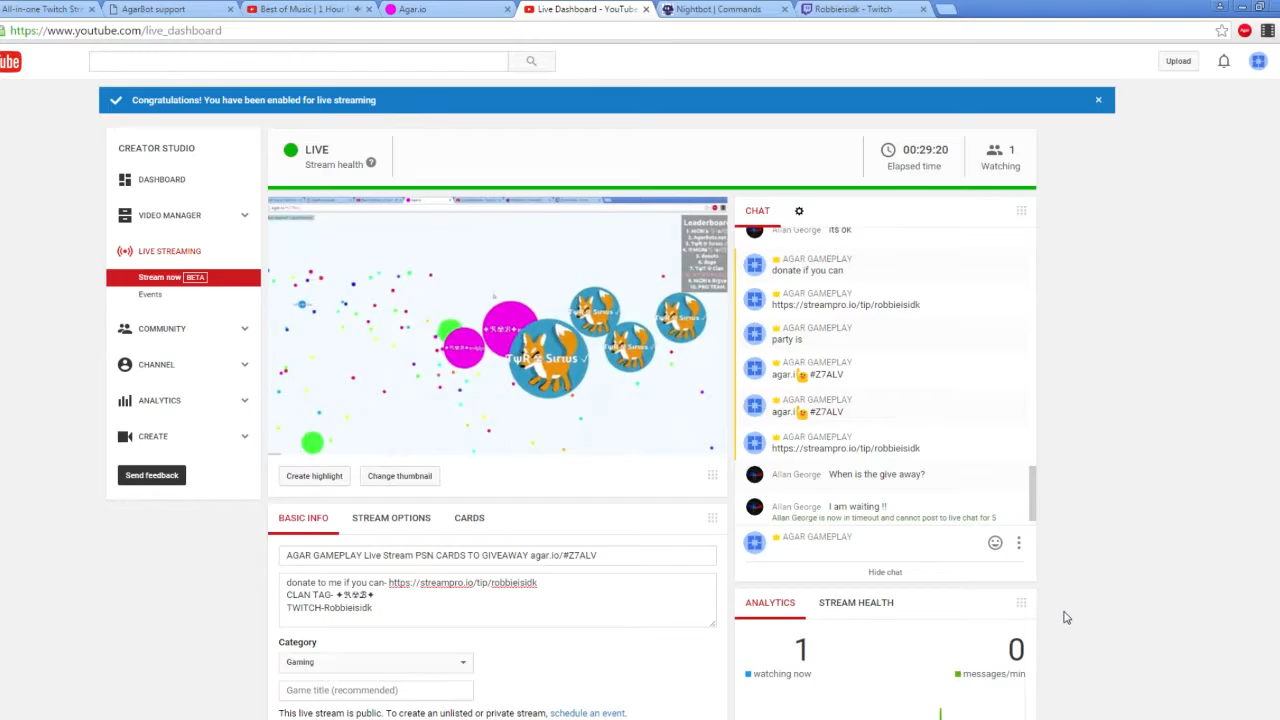 All-in-one Twitch Stre
AgarBot support
Best of Music | 1 Hour
Agar.io
Live Dashboard - YouTube
Nightbot | Commands
Robbieisidk - Twitch
https://www.youtube.com/live_dashboard
ube
Upload
Congratulations! You have been enabled for live streaming
CREATOR STUDIO
DASHBOARD
VIDEO MANAGER
LIVE STREAMING
Stream now BETA
Events
COMMUNITY
CHANNEL
ANALYTICS
CREATE
Send feedback
LIVE
Stream health
00:29:20
Elapsed time
1
Watching
Leaderboard
TψR
Sirius
Create highlight
Change thumbnail
CHAT
Allan George its ok
AGAR GAMEPLAY
donate if you can
AGAR GAMEPLAY
https://streampro.io/tip/robbieisidk
AGAR GAMEPLAY
party is
AGAR GAMEPLAY
agar.i #Z7ALV
AGAR GAMEPLAY
agar.i #Z7ALV
AGAR GAMEPLAY
https://streampro.io/tip/robbieisidk
Allan George When is the give away?
Allan George I am waiting !!
Allan George is now in timeout and cannot post to live chat for 5
AGAR GAMEPLAY
Hide chat
BASIC INFO
STREAM OPTIONS
CARDS
AGAR GAMEPLAY Live Stream PSN CARDS TO GIVEAWAY agar.io/#Z7ALV
donate to me if you can- https://streampro.io/tip/robbieisidk
CLAN TAG- ✦ℜ☢ℬ✦
TWITCH-Robbieisidk
Category
Gaming
Game title (recommended)
This live stream is public. To create an unlisted or private stream, schedule an event.
ANALYTICS
STREAM HEALTH
1
watching now
0
messages/min